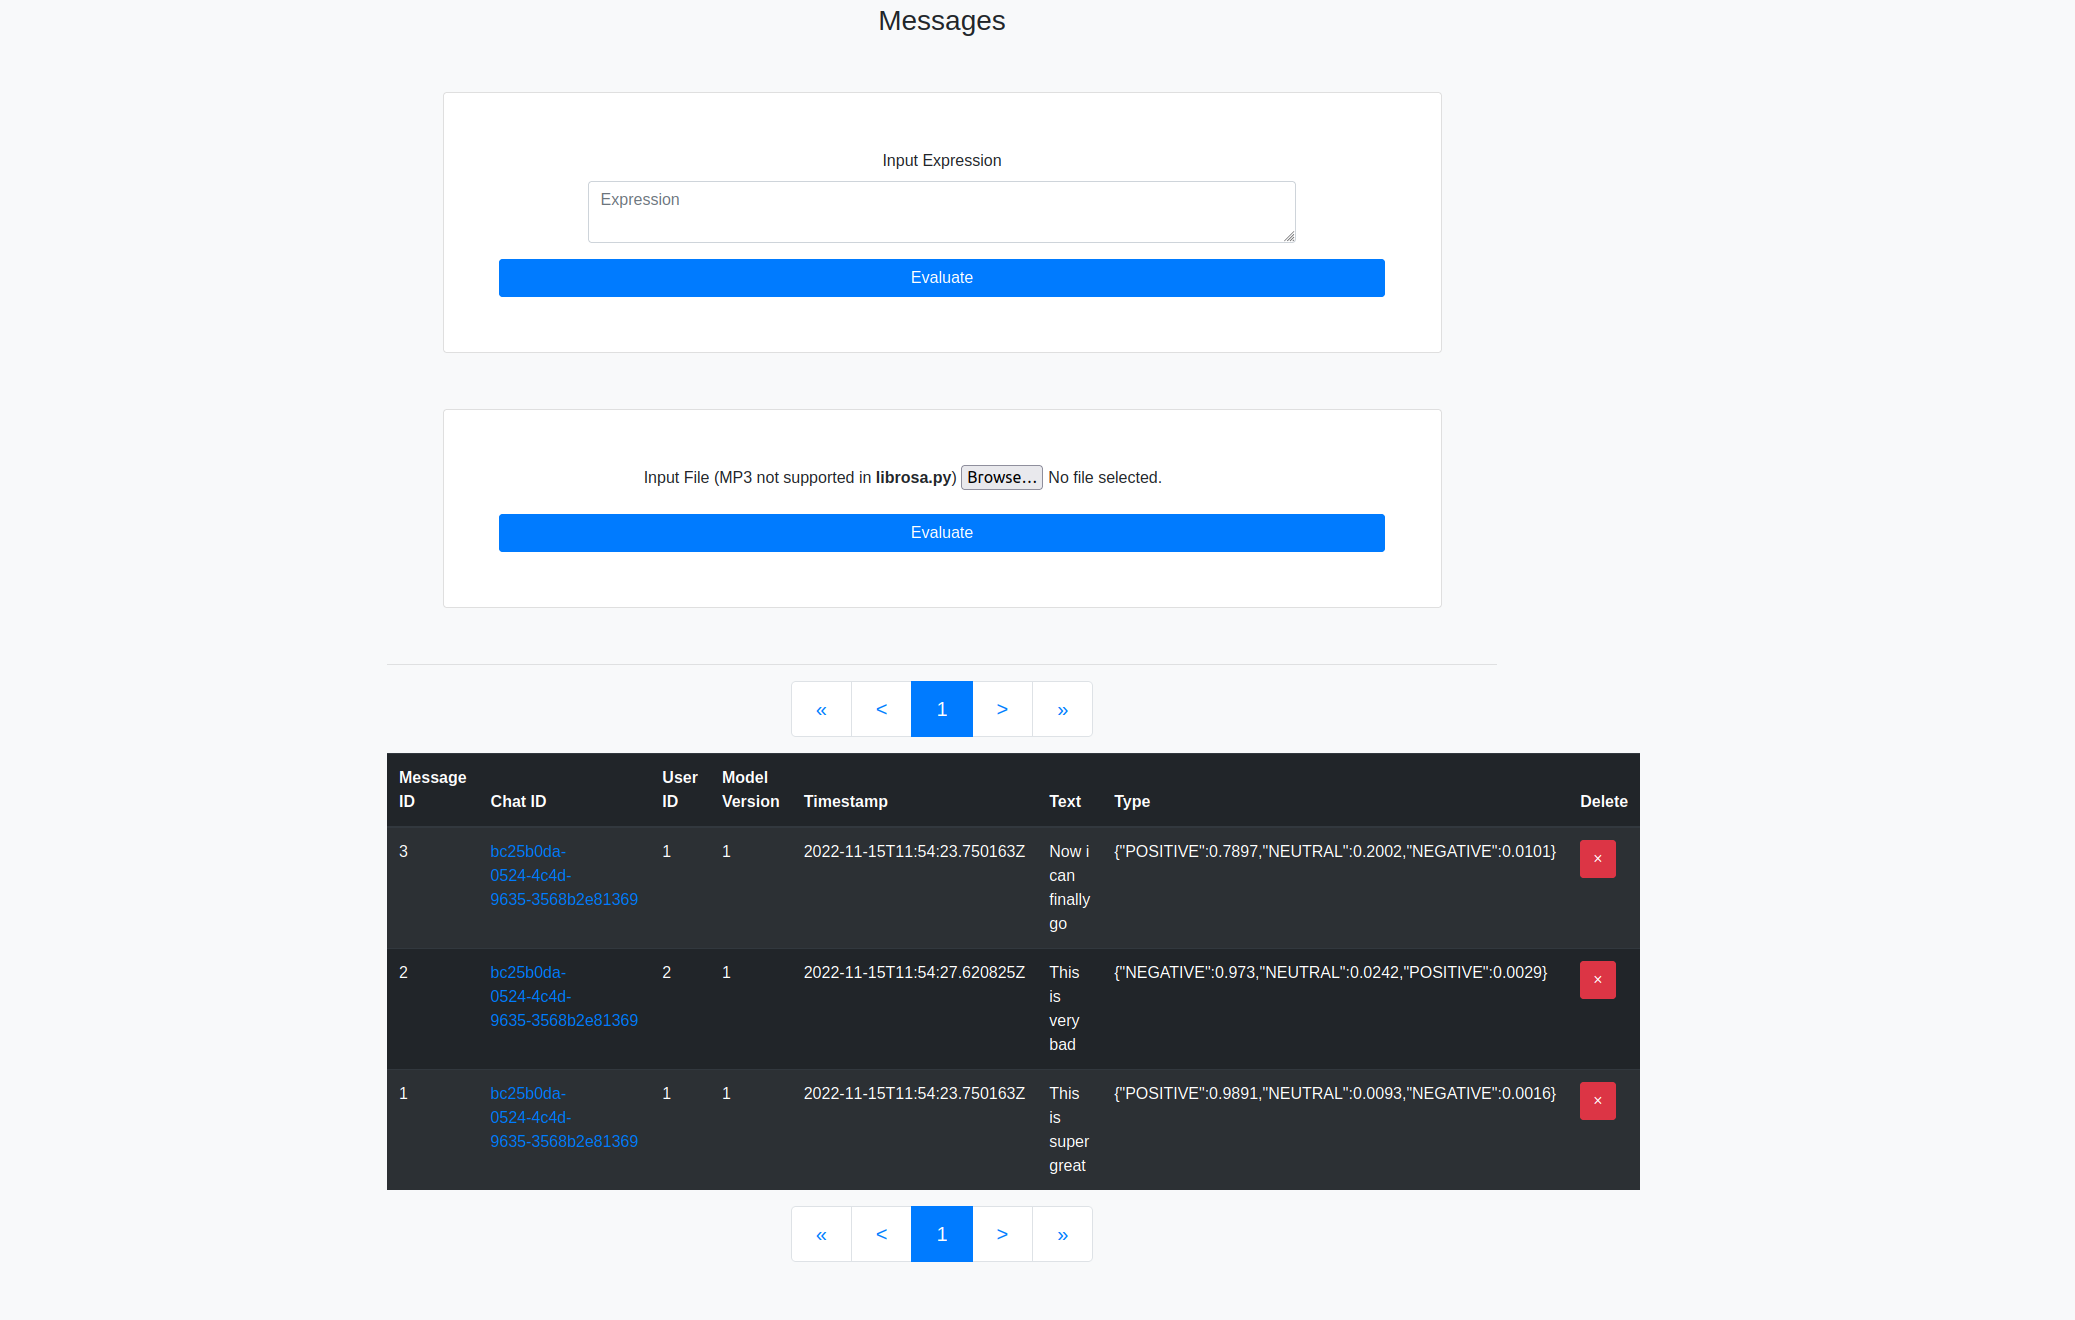 Messages
Input Expression
Expression
Evaluate
Input File (MP3 not supported in librosa.py) Browse... No file selected.
Evaluate
« < 1 > »
Message User Model
ID Chat ID ID Version Timestamp Text Type Delete
3 bc25b0da- 1 1 2022-11-15T11:54:23.750163Z Now i {"POSITIVE":0.7897,"NEUTRAL":0.2002,"NEGATIVE":0.0101} ×
0524-4c4d- can
9635-3568b2e81369 finally
go
2 bc25b0da- 2 1 2022-11-15T11:54:27.620825Z This {"NEGATIVE":0.973,"NEUTRAL":0.0242,"POSITIVE":0.0029} ×
0524-4c4d- is
9635-3568b2e81369 very
bad
1 bc25b0da- 1 1 2022-11-15T11:54:23.750163Z This {"POSITIVE":0.9891,"NEUTRAL":0.0093,"NEGATIVE":0.0016} ×
0524-4c4d- is
9635-3568b2e81369 super
great
« < 1 > »